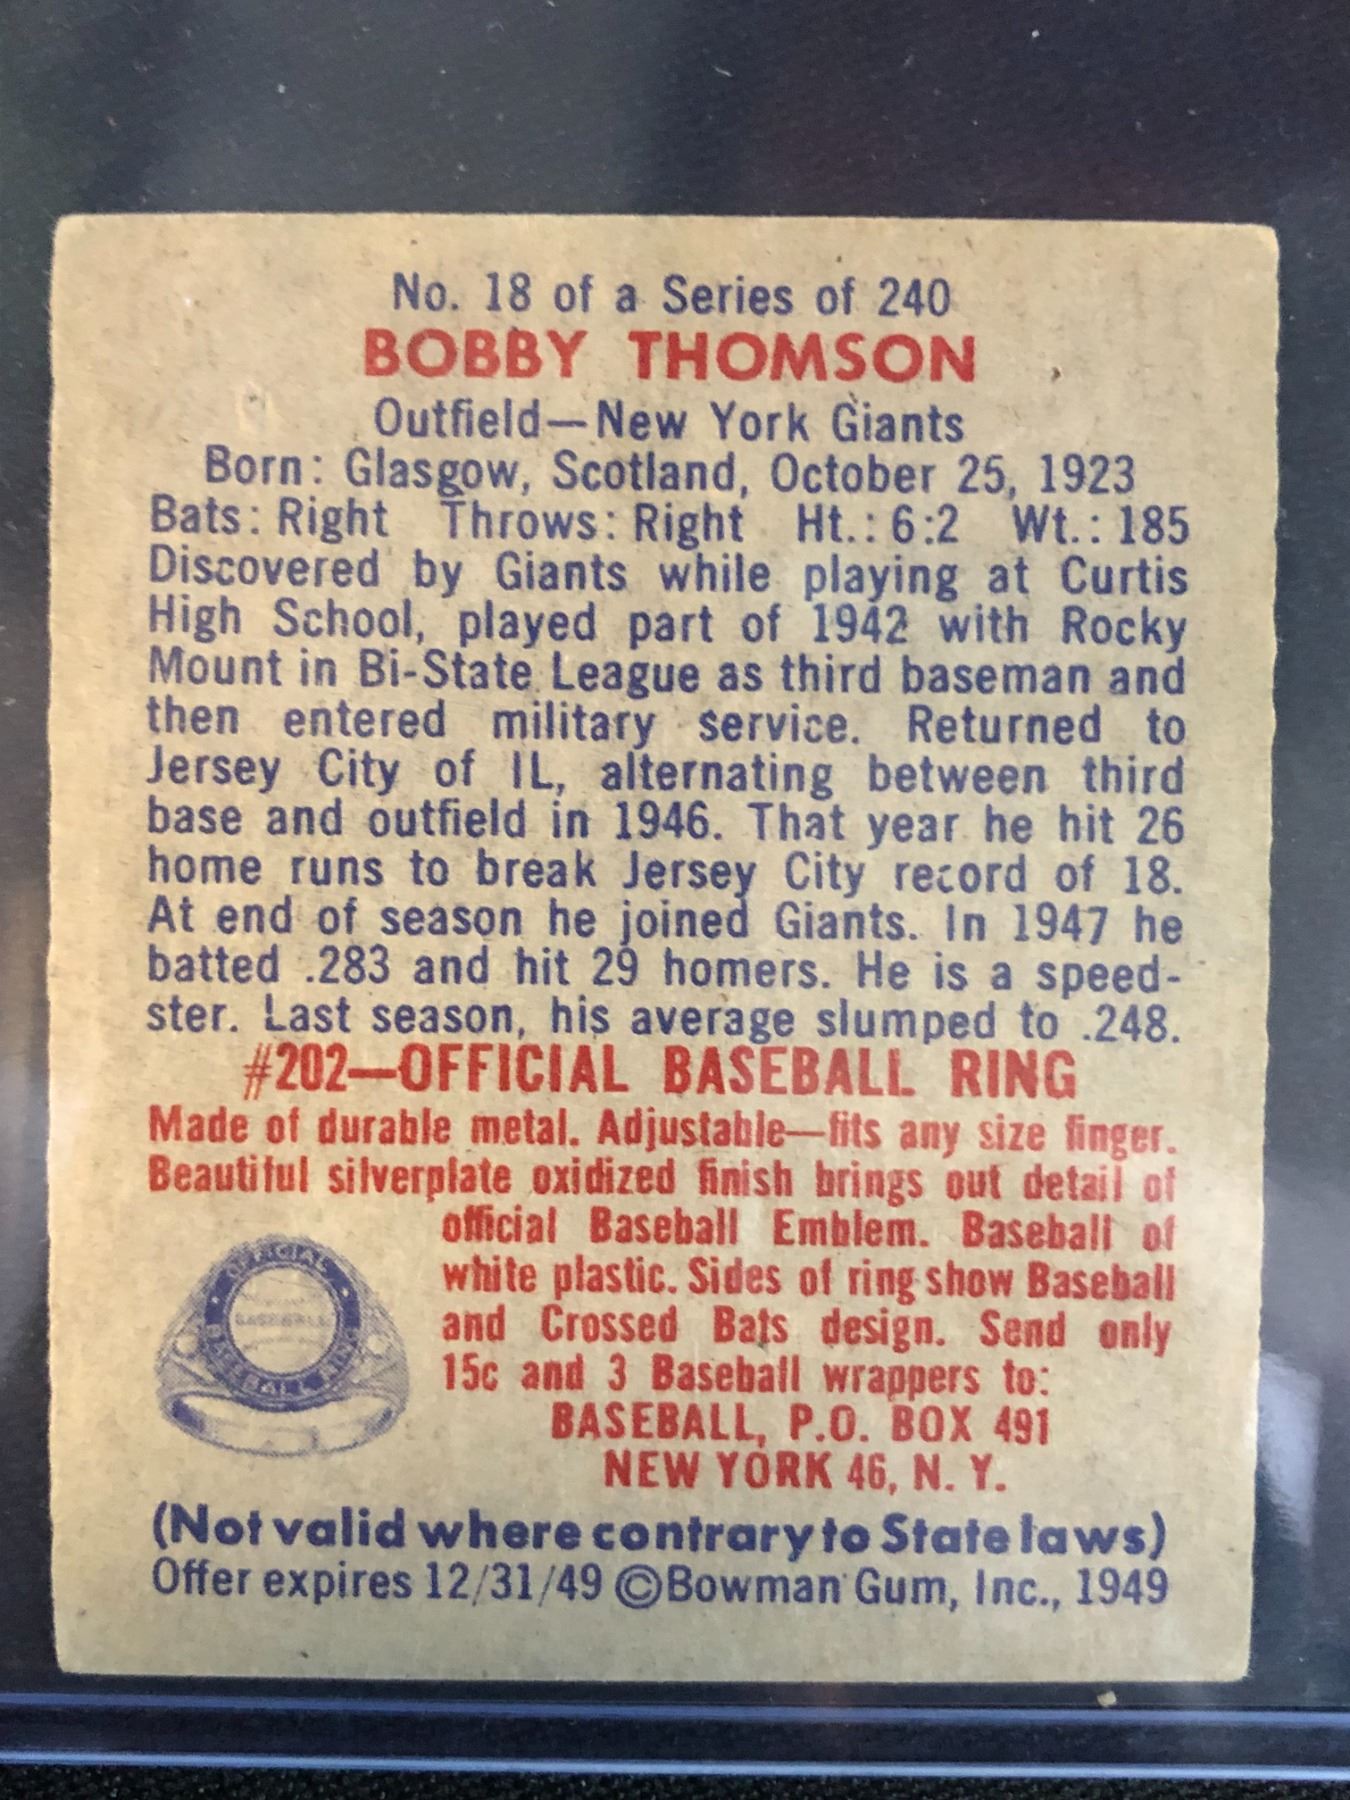 No. 18 of a Series of 240
BOBBY THOMSON
Outfield—New York Giants
Born: Glasgow, Scotland, October 25, 1923
Bats: Right Throws: Right Ht.: 6:2 Wt.: 185
Discovered by Giants while playing at Curtis
High School, played part of 1942 with Rocky
Mount in Bi-State League as third baseman and
then entered military service. Returned to
Jersey City of IL, alternating between third
base and outfield in 1946. That year he hit 26
home runs to break Jersey City record of 18.
At end of season he joined Giants. In 1947 he
batted .283 and hit 29 homers. He is a speed-
ster. Last season, his average slumped to .248.
#202—OFFICIAL BASEBALL RING
Made of durable metal. Adjustable—fits any size finger.
Beautiful silverplate oxidized finish brings out detail of
official Baseball Emblem. Baseball of
white plastic. Sides of ring show Baseball
and Crossed Bats design. Send only
15c and 3 Baseball wrappers to:
BASEBALL, P.O. BOX 491
NEW YORK 46, N. Y.
OFFICIAL
BASEBALL
BASEBALL RING
(Not valid where contrary to State laws)
Offer expires 12/31/49 ©Bowman Gum, Inc., 1949